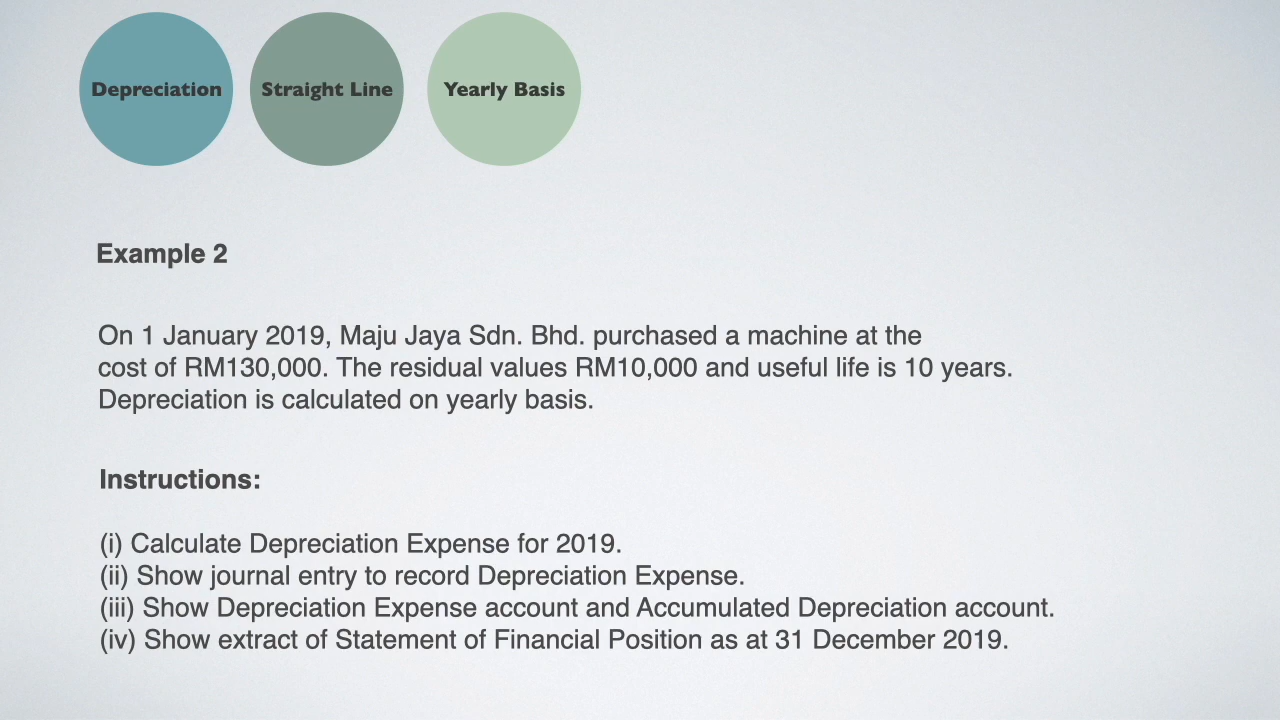 Depreciation
Straight Line
Yearly Basis
Example 2
On 1 January 2019, Maju Jaya Sdn. Bhd. purchased a machine at the
cost of RM130,000. The residual values RM10,000 and useful life is 10 years.
Depreciation is calculated on yearly basis.
Instructions:
(i) Calculate Depreciation Expense for 2019.
(ii) Show journal entry to record Depreciation Expense.
(iii) Show Depreciation Expense account and Accumulated Depreciation account.
(iv) Show extract of Statement of Financial Position as at 31 December 2019.